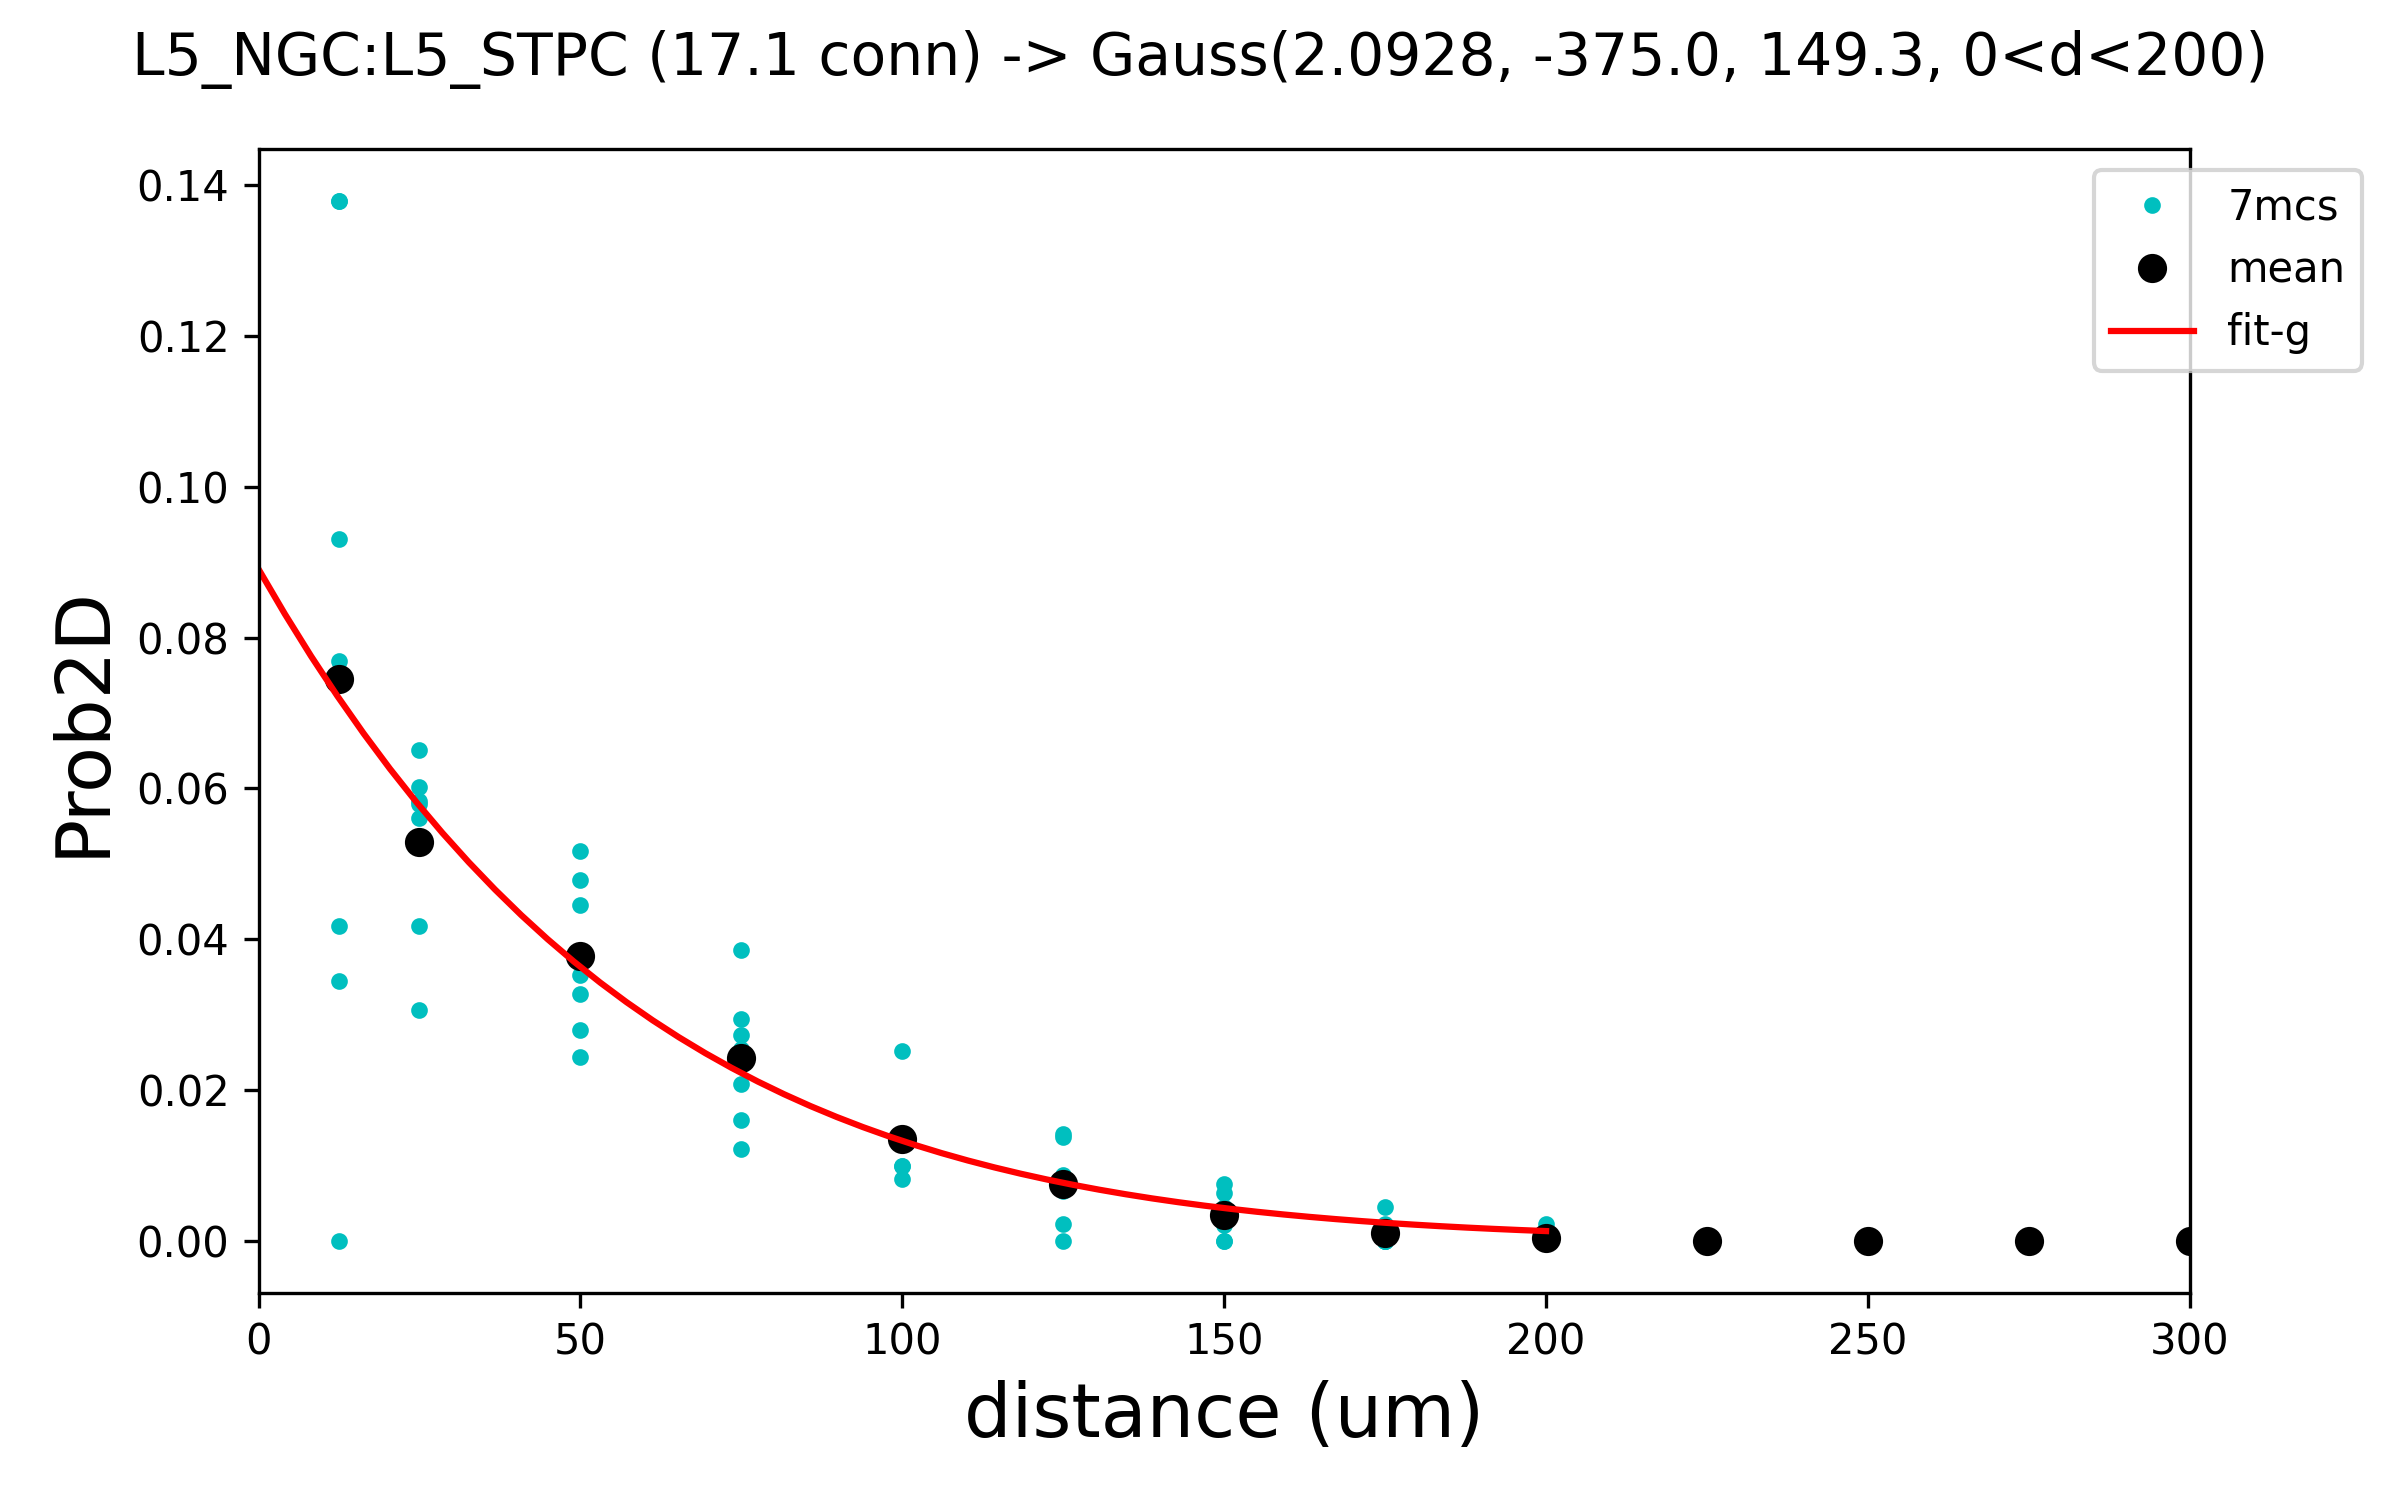 L5_NGC:L5_STPC (17.1 conn) -> Gauss(2.0928, -375.0, 149.3, 0<d<200)
7mcs
mean
fit-g
Prob2D
0.14
0.12
0.10
0.08
0.06
0.04
0.02
0.00
0 50 100 150 200 250 300
distance (um)